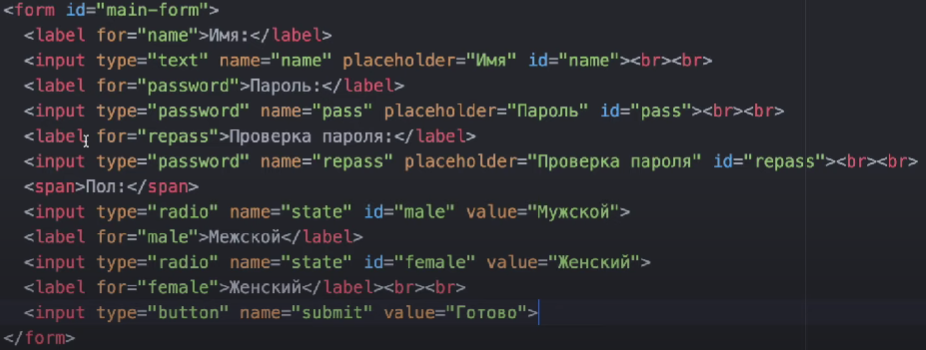 <form id="main-form">
<label for="name">Имя:</label>
<input type="text" name="name" placeholder="Имя" id="name"><br><br>
<label for="password">Пароль:</label>
<input type="password" name="pass" placeholder="Пароль" id="pass"><br><br>
<label for="repass">Проверка пароля:</label>
<input type="password" name="repass" placeholder="Проверка пароля" id="repass"><br><br>
<span>Пол:</span>
<input type="radio" name="state" id="male" value="Мужской">
<label for="male">Межской</label>
<input type="radio" name="state" id="female" value="Женский">
<label for="female">Женский</label><br><br>
<input type="button" name="submit" value="Готово">
</form>